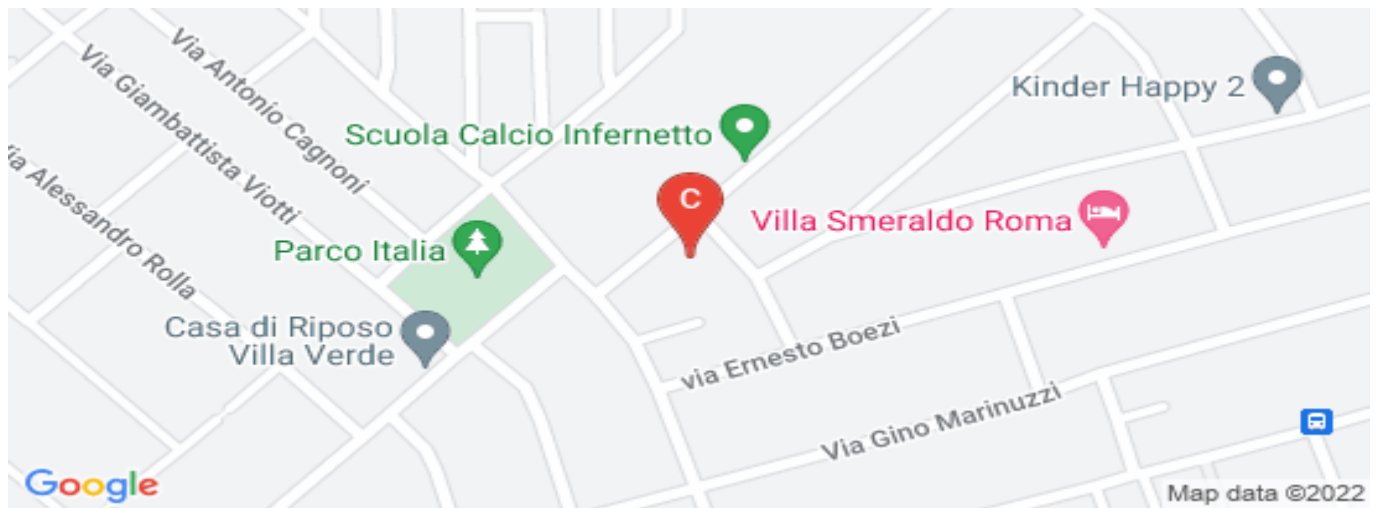 Via Antonio Cagnoni
Via Giambattista Viotti
Via Alessandro Rolla
Kinder Happy 2
Scuola Calcio Infernetto
C
Villa Smeraldo Roma
Parco Italia
Casa di Riposo
Villa Verde
via Ernesto Boezi
Via Gino Marinuzzi
Google
Map data ©2022